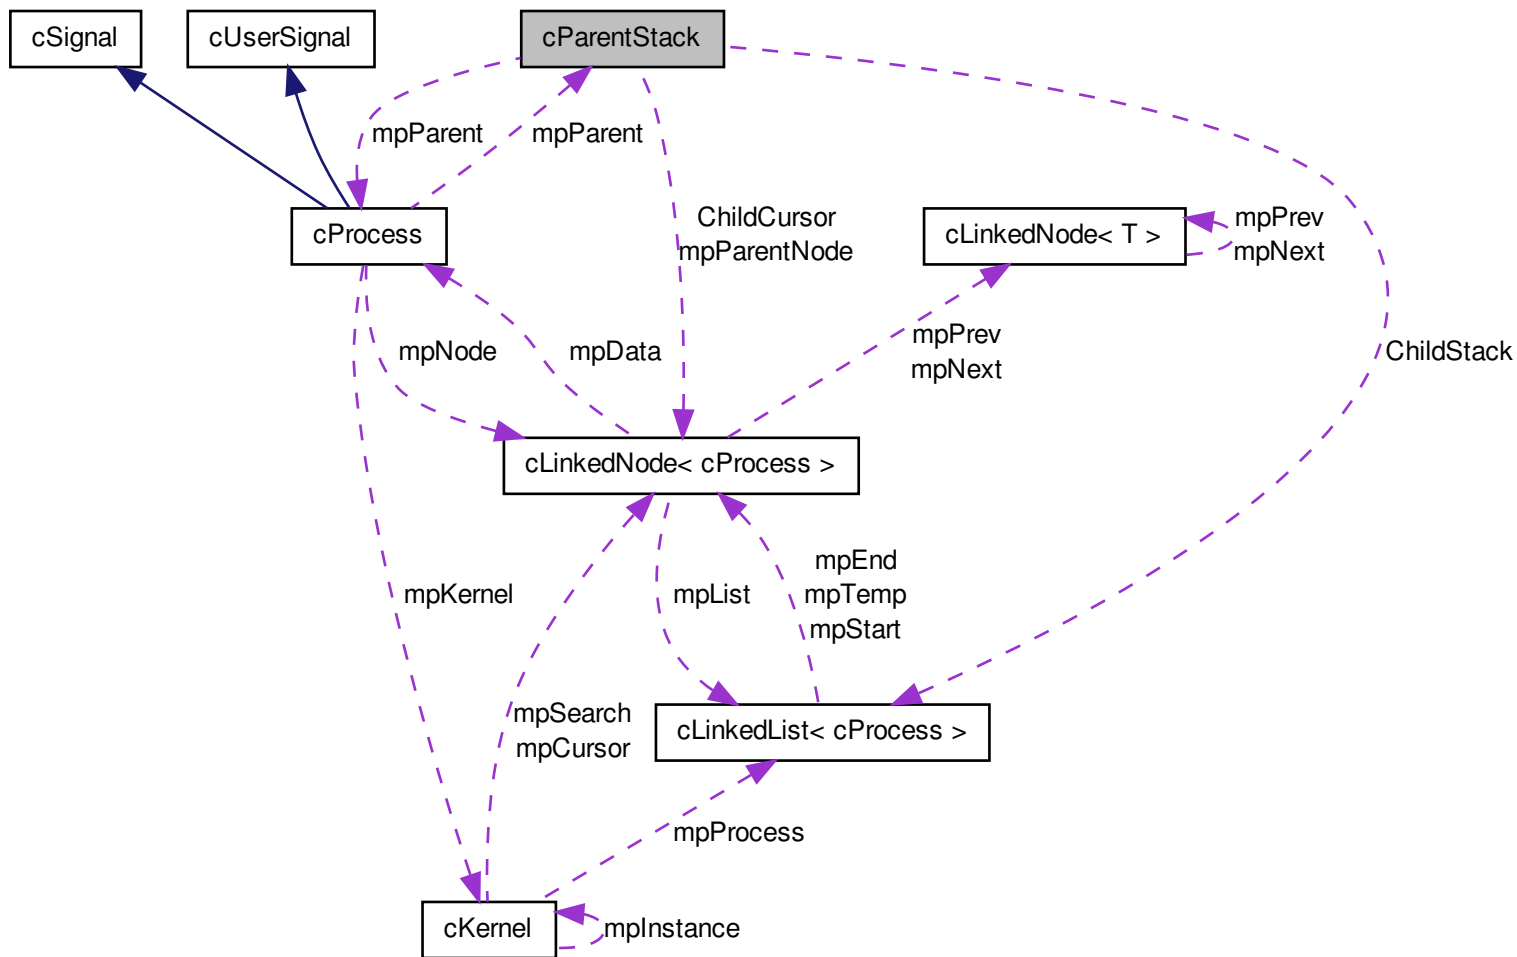 cSignal
cUserSignal
cParentStack
mpParent
mpParent
cProcess
ChildCursor
mpParentNode
cLinkedNode< T >
mpPrev
mpNext
mpNode
mpData
mpPrev
mpNext
ChildStack
cLinkedNode< cProcess >
mpKernel
mpList
mpEnd
mpTemp
mpStart
mpSearch
mpCursor
cLinkedList< cProcess >
mpProcess
cKernel
mpInstance